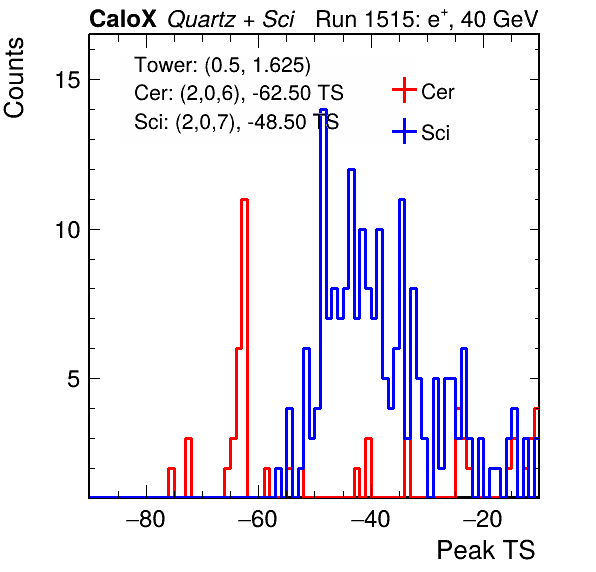 CaloX Quartz + Sci Run 1515: e⁺, 40 GeV
Counts
Tower: (0.5, 1.625)
Cer: (2,0,6), -62.50 TS
Sci: (2,0,7), -48.50 TS
Cer
Sci
15
10
5
−80 −60 −40 −20
Peak TS